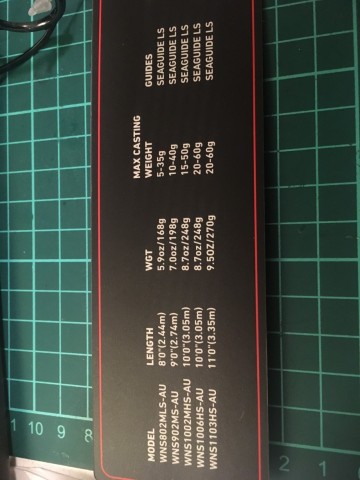 MODEL LENGTH WGT MAX CASTING WEIGHT GUIDES
WNS802MLS-AU 8'0"(2.44m) 5.9oz/168g 5-35g SEAGUIDE LS
WNS902MS-AU 9'0"(2.74m) 7.0oz/198g 10-40g SEAGUIDE LS
WNS1002MHS-AU 10'0"(3.05m) 8.7oz/248g 15-50g SEAGUIDE LS
WNS1006HS-AU 10'0"(3.05m) 8.7oz/248g 20-60g SEAGUIDE LS
WNS1103HS-AU 11'0"(3.35m) 9.5OZ/270g 20-60g SEAGUIDE LS
1 10 9 8
2 1